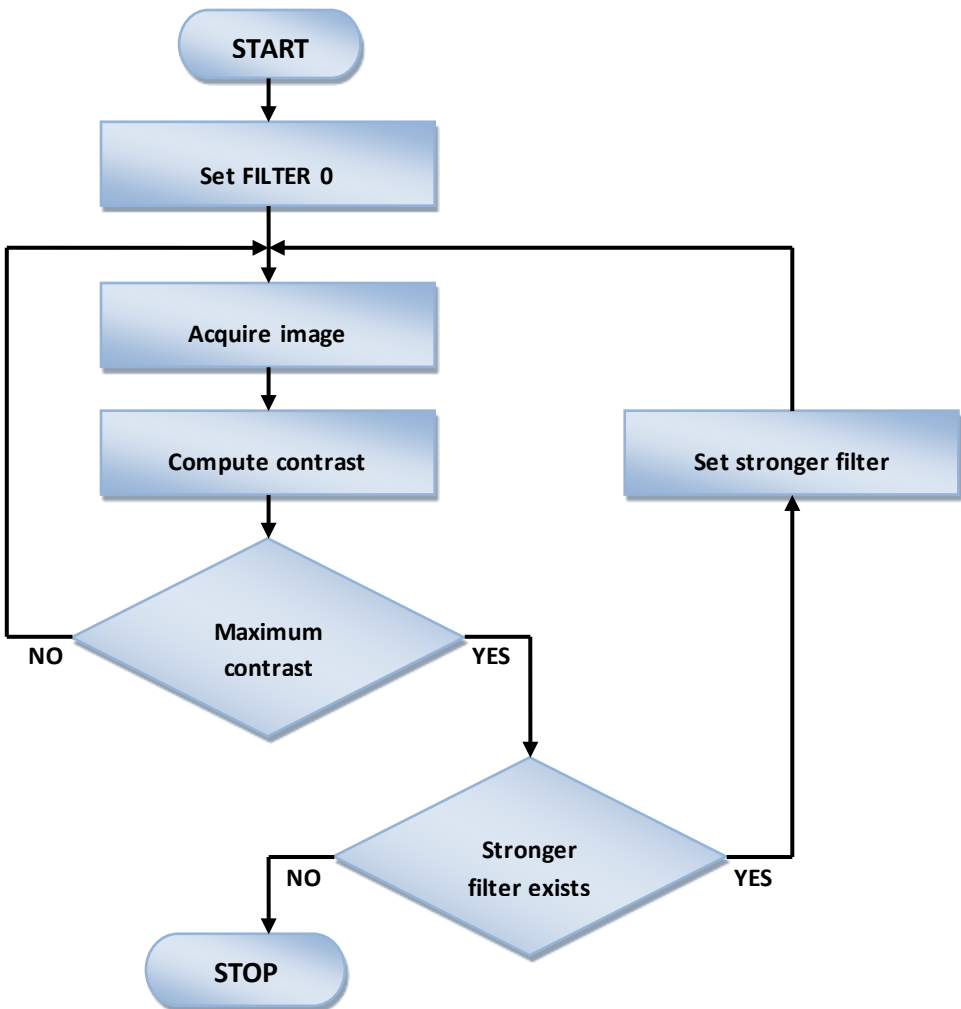 START
Set FILTER 0
Acquire image
Compute contrast
Set stronger filter
Maximum
contrast
NO
YES
Stronger
filter exists
NO
YES
STOP